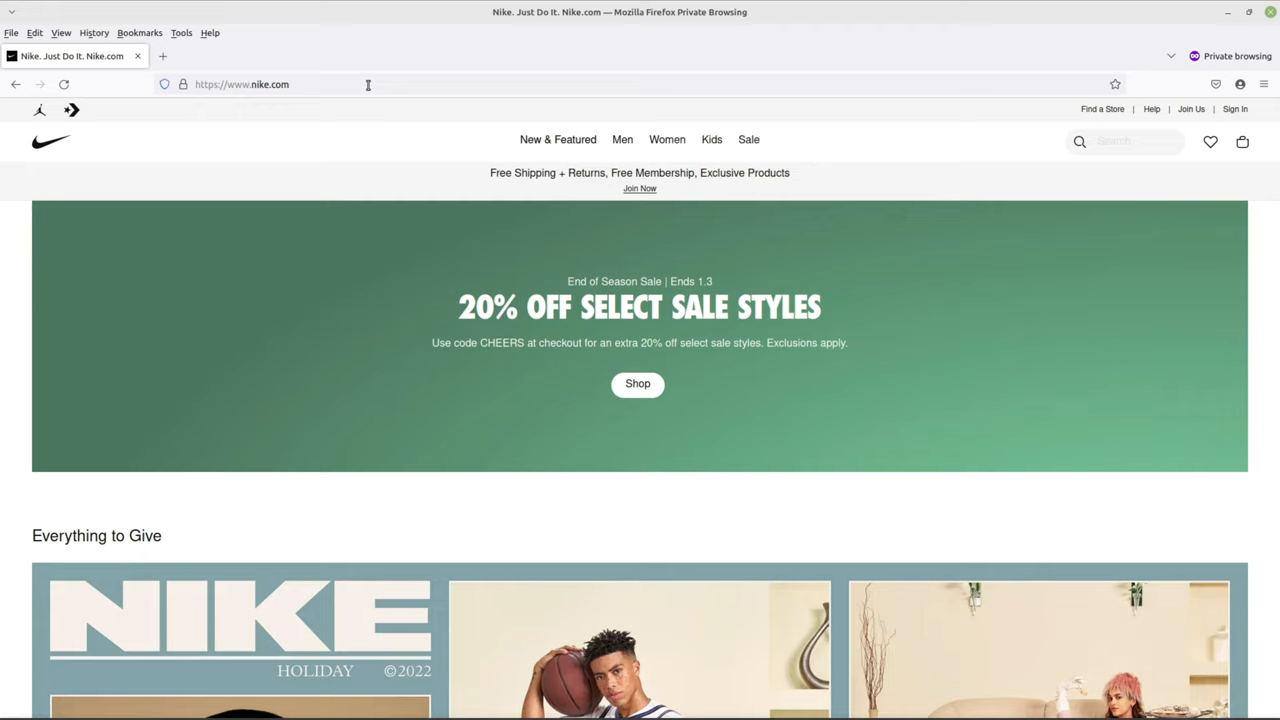 Nike. Just Do It. Nike.com — Mozilla Firefox Private Browsing
File Edit View History Bookmarks Tools Help
Nike. Just Do It. Nike.com
Private browsing
https://www.nike.com
Find a Store | Help | Join Us | Sign In
New & Featured Men Women Kids Sale
Search
Free Shipping + Returns, Free Membership, Exclusive Products
Join Now
End of Season Sale | Ends 1.3
20% OFF SELECT SALE STYLES
Use code CHEERS at checkout for an extra 20% off select sale styles. Exclusions apply.
Shop
Everything to Give
NIKE
HOLIDAY ©2022